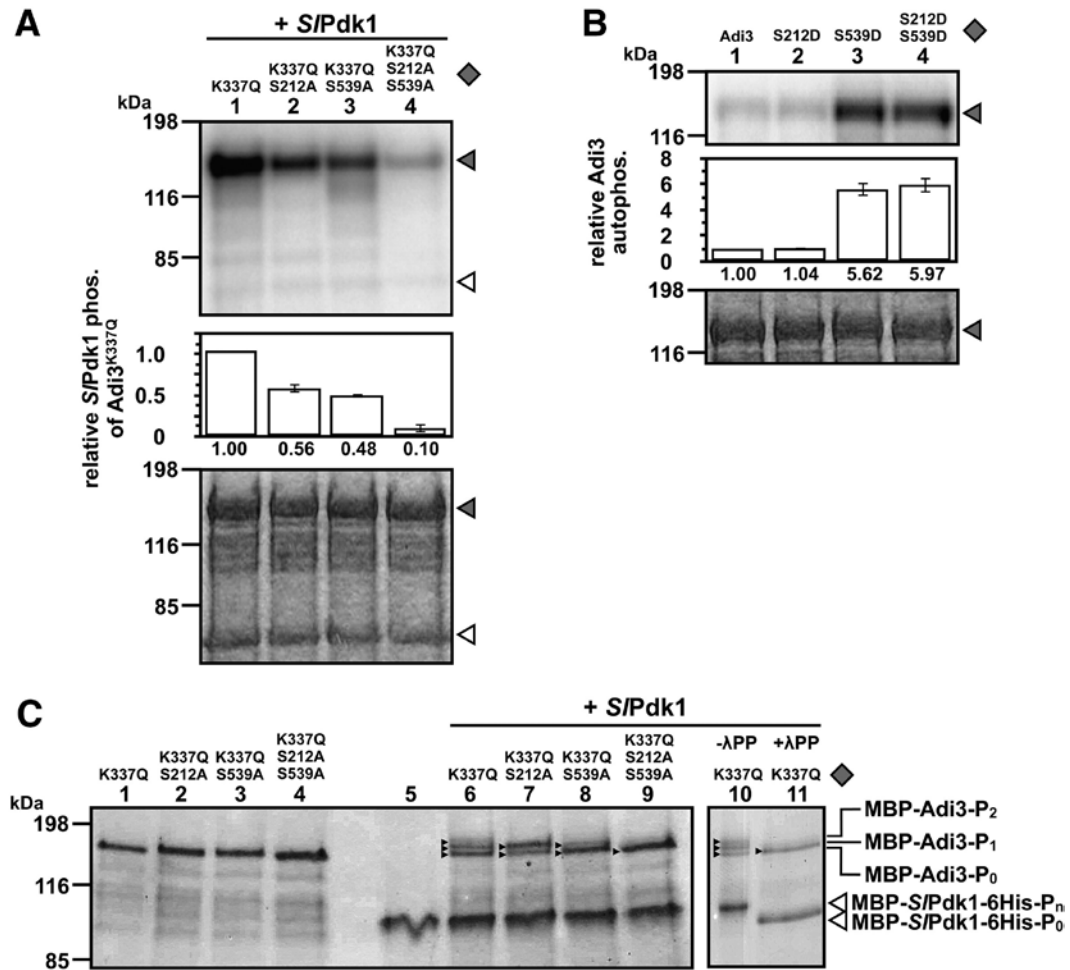 A
+ SlPdk1
K337Q
K337Q S212A
K337Q S539A
K337Q S212A S539A
kDa
1 2 3 4
198
116
85
relative SlPdk1 phos. of Adi3K337Q
1.0
0.5
0
1.00 0.56 0.48 0.10
198
116
85
B
Adi3 S212D S539D S212D S539D
kDa
1 2 3 4
198
116
relative Adi3 autophos.
8
6
4
2
0
1.00 1.04 5.62 5.97
198
116
C
+ SlPdk1
-λPP +λPP
K337Q
K337Q S212A
K337Q S539A
K337Q S212A S539A
K337Q
K337Q S212A
K337Q S539A
K337Q S212A S539A
K337Q K337Q
kDa
1 2 3 4 5 6 7 8 9 10 11
198
116
85
MBP-Adi3-P2
MBP-Adi3-P1
MBP-Adi3-P0
MBP-SlPdk1-6His-Pn
MBP-SlPdk1-6His-P0